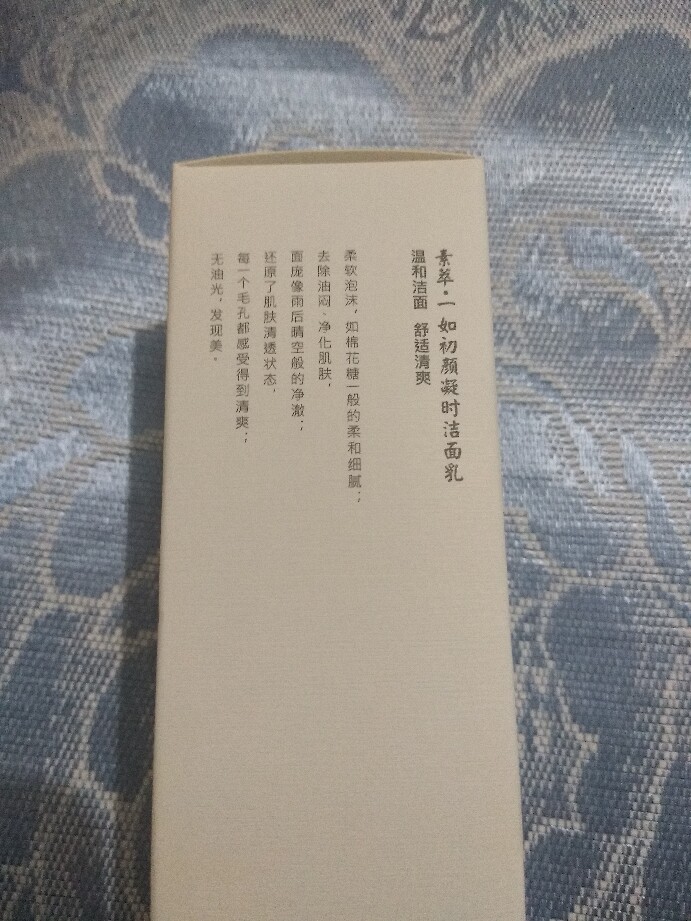 素萃·一如初颜凝时洁面乳
温和洁面 舒适清爽
柔软泡沫，如棉花糖一般的柔和细腻；
去除油闷、净化肌肤，
面庞像雨后晴空般的净澈；
还原了肌肤清透状态，
每一个毛孔都感受得到清爽；
无油光，发现美。